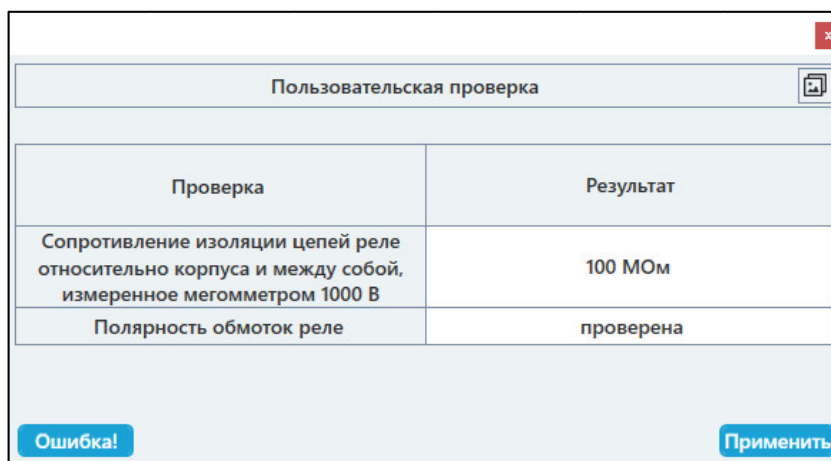 x
Пользовательская проверка
Проверка
Результат
Сопротивление изоляции цепей реле
относительно корпуса и между собой,
измеренное мегомметром 1000 В
100 МОм
Полярность обмоток реле
проверена
Ошибка!
Применить